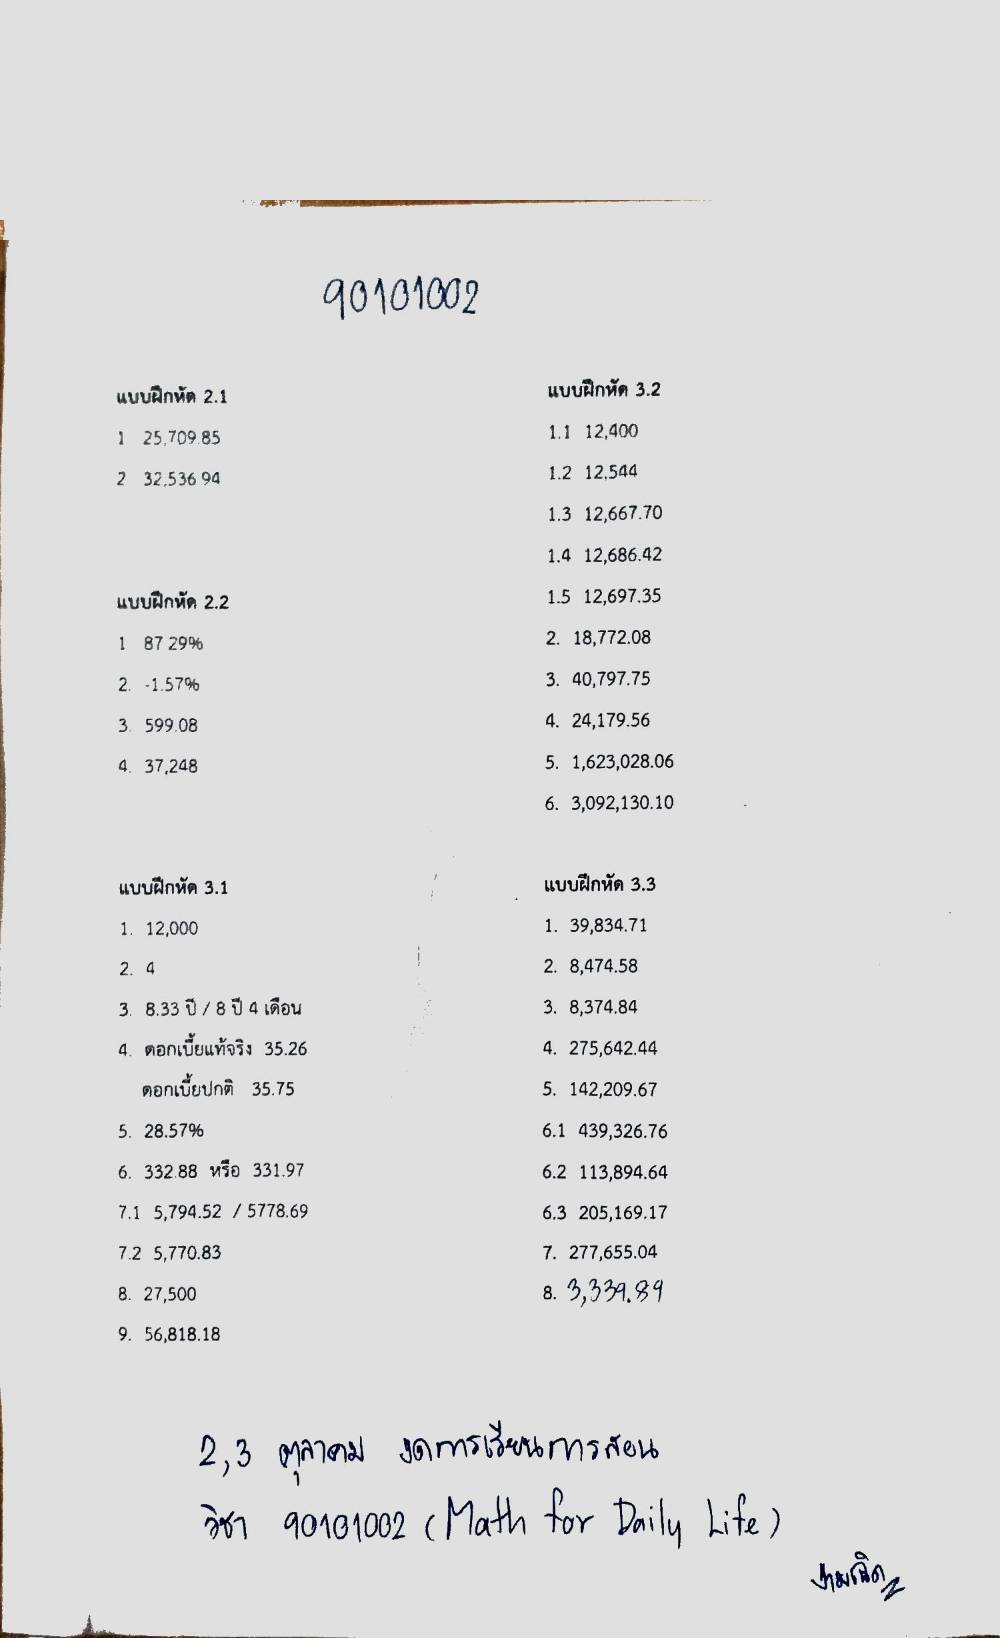 90101002
แบบฝึกหัด 2.1
1 25,709.85
2 32,536 94
แบบฝึกหัด 2.2
1 87 29%
2. -1.57%
3. 599.08
4. 37,248
แบบฝึกหัด 3.1
1. 12,000
2. 4
3. 8.33 ปี / 8 ปี 4 เดือน
4. ดอกเบี้ยแท้จริง 35.26
ดอกเบี้ยปกติ 35.75
5. 28.57%
6. 332.88 หรือ 331.97
7.1 5,794.52 / 5778.69
7.2 5,770.83
8. 27,500
9. 56,818.18
แบบฝึกหัด 3.2
1.1 12,400
1.2 12,544
1.3 12,667.70
1.4 12,686.42
1.5 12,697.35
2. 18,772.08
3. 40,797.75
4. 24,179.56
5. 1,623,028.06
6. 3,092,130.10
แบบฝึกหัด 3.3
1. 39,834.71
2. 8,474.58
3. 8,374.84
4. 275,642.44
5. 142,209.67
6.1 439,326.76
6.2 113,894.64
6.3 205,169.17
7. 277,655.04
8. 3,339.89
2,3 ตุลาคม งดการเรียนการสอน
วิชา 90101002 (Math for Daily Life)